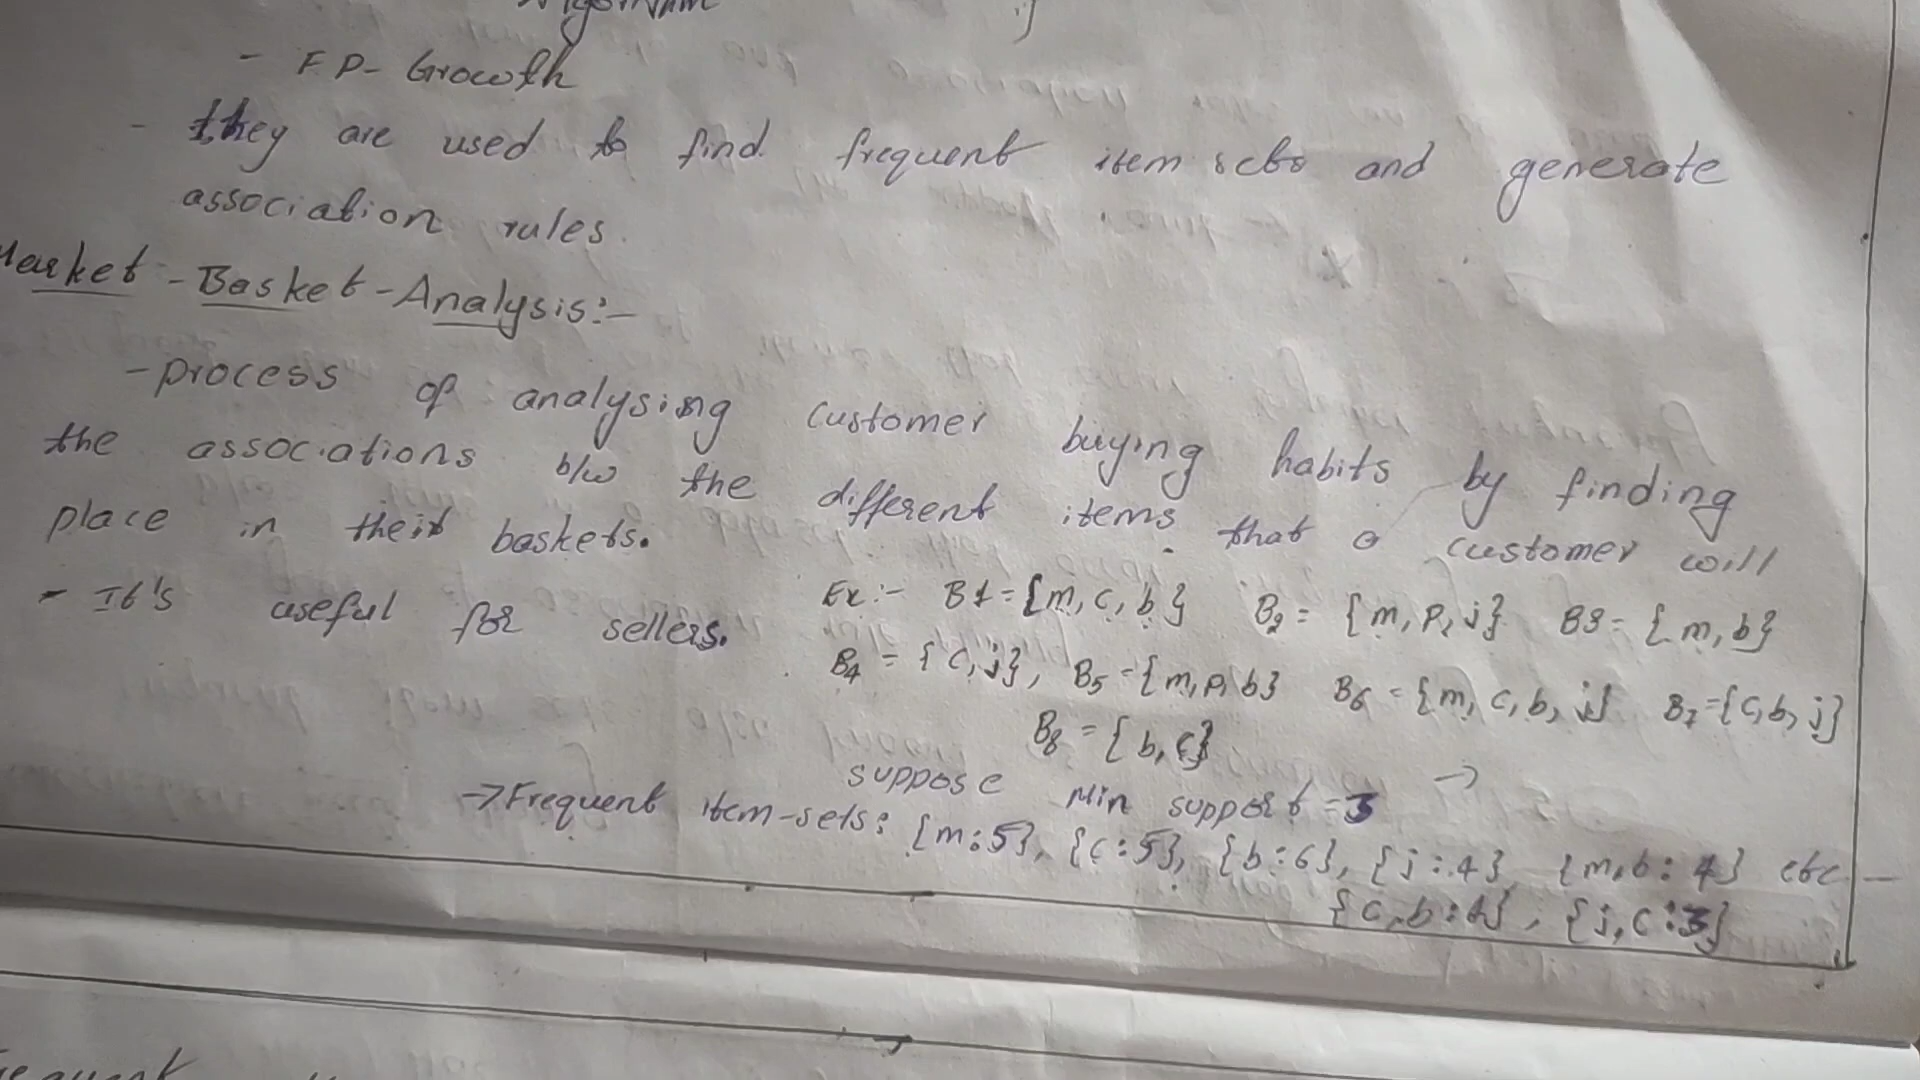 Algorithm
- FP-Growth
- they are used to find frequent item sets and generate
association rules.
Market-Basket-Analysis:-
- process of analysing customer buying habits by finding
the associations b/w the different items that a customer will
place in their baskets.
- It's useful for sellers.
Ex:- B1={m, c, b} B2 = {m, P, j} B3={m, b}
B4 = {c, j}, B5={m, p, b} B6={m, c, b, j} B7={c, b, j}
B8 = {b, c}
suppose Min support = 3 →
→ Frequent item-sets: {m:5}, {c:5}, {b:6}, {j:4}, {m,b:4} etc —
{c,b:4}, {j,c:3}